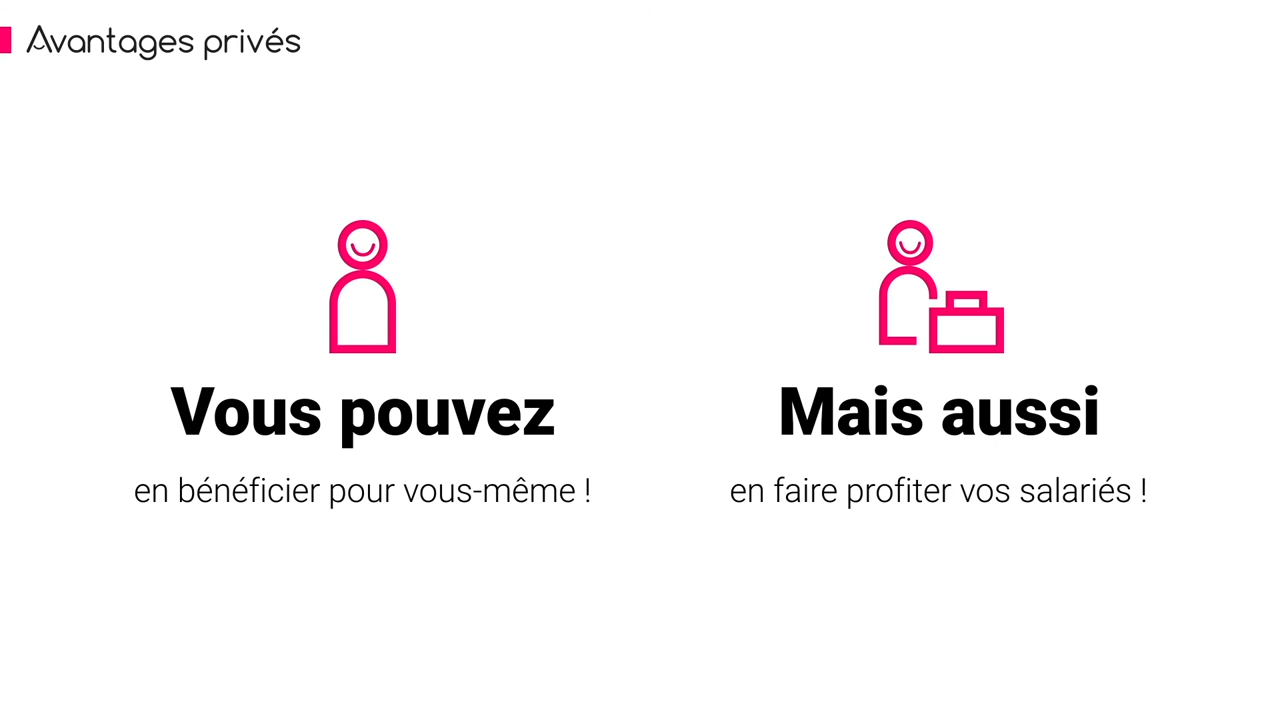 Avantages privés
Vous pouvez
en bénéficier pour vous-même !
Mais aussi
en faire profiter vos salariés !